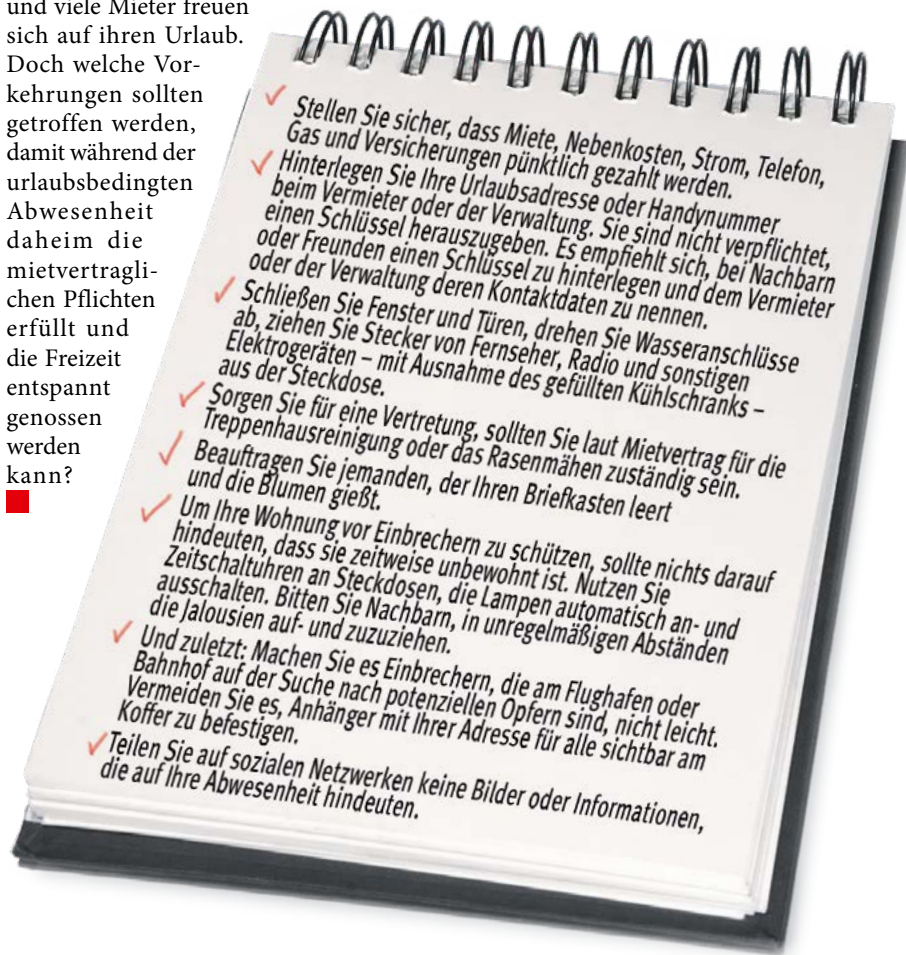 und viele Mieter freuen
sich auf ihren Urlaub.
Doch welche Vor-
kehrungen sollten
getroffen werden,
damit während der
urlaubsbedingten
Abwesenheit
daheim die
mietvertragli-
chen Pflichten
erfüllt und
die Freizeit
entspannt
genossen
werden
kann?
Stellen Sie sicher, dass Miete, Nebenkosten, Strom, Telefon,
Gas und Versicherungen pünktlich gezahlt werden.
Hinterlegen Sie Ihre Urlaubsadresse oder Handynummer
beim Vermieter oder der Verwaltung. Sie sind nicht verpflichtet,
einen Schlüssel herauszugeben. Es empfiehlt sich, bei Nachbarn
oder Freunden einen Schlüssel zu hinterlegen und dem Vermieter
oder der Verwaltung deren Kontaktdaten zu nennen.
Schließen Sie Fenster und Türen, drehen Sie Wasseranschlüsse
ab, ziehen Sie Stecker von Fernseher, Radio und sonstigen
Elektrogeräten – mit Ausnahme des gefüllten Kühlschranks –
aus der Steckdose.
Sorgen Sie für eine Vertretung, sollten Sie laut Mietvertrag für die
Treppenhausreinigung oder das Rasenmähen zuständig sein.
Beauftragen Sie jemanden, der Ihren Briefkasten leert
und die Blumen gießt.
Um Ihre Wohnung vor Einbrechern zu schützen, sollte nichts darauf
hindeuten, dass sie zeitweise unbewohnt ist. Nutzen Sie
Zeitschaltuhren an Steckdosen, die Lampen automatisch an- und
ausschalten. Bitten Sie Nachbarn, in unregelmäßigen Abständen
die Jalousien auf- und zuzuziehen.
Und zuletzt: Machen Sie es Einbrechern, die am Flughafen oder
Bahnhof auf der Suche nach potenziellen Opfern sind, nicht leicht.
Vermeiden Sie es, Anhänger mit Ihrer Adresse für alle sichtbar am
Koffer zu befestigen.
Teilen Sie auf sozialen Netzwerken keine Bilder oder Informationen,
die auf Ihre Abwesenheit hindeuten.